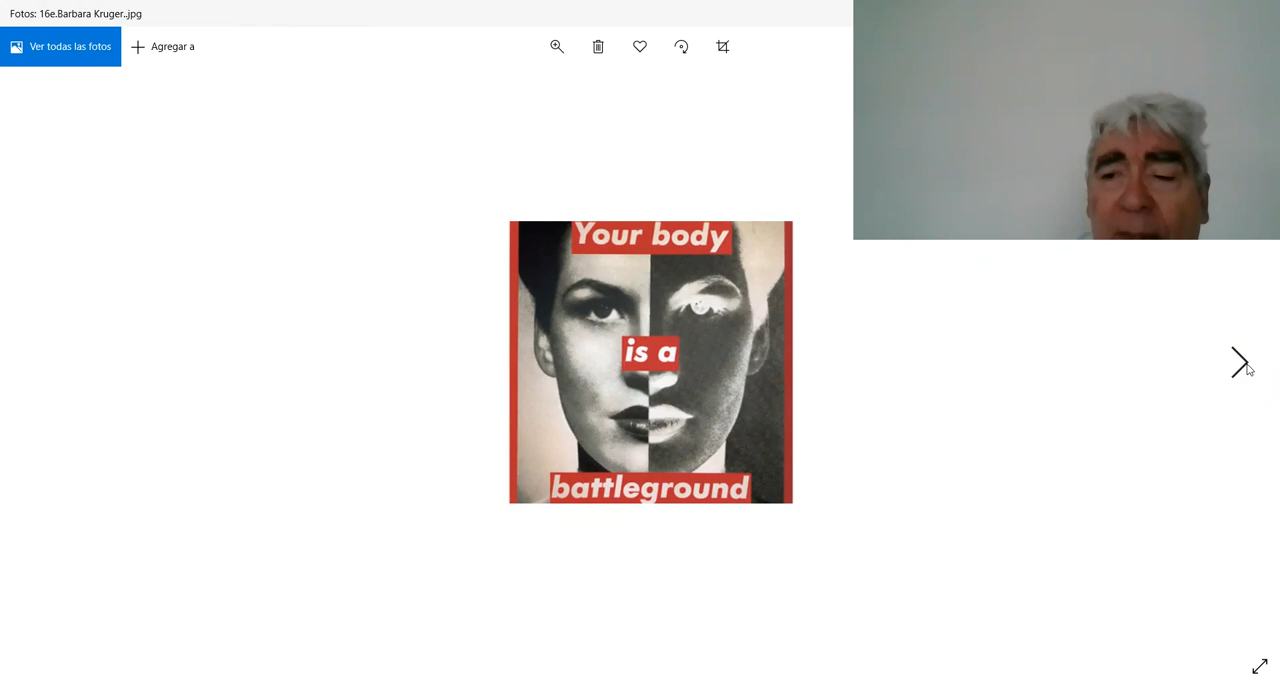 Fotos: 16e.Barbara Kruger..jpg
Ver todas las fotos
Agregar a
Your body
is a
battleground